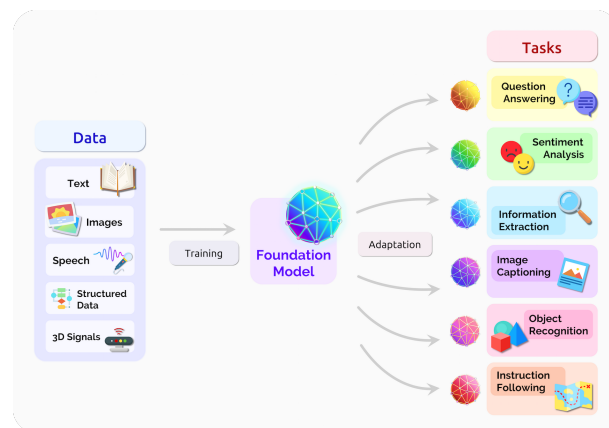 Data
Text
Images
Speech
Structured
Data
3D Signals
Training
Foundation
Model
Adaptation
Tasks
Question
Answering
Sentiment
Analysis
Information
Extraction
Image
Captioning
Object
Recognition
Instruction
Following